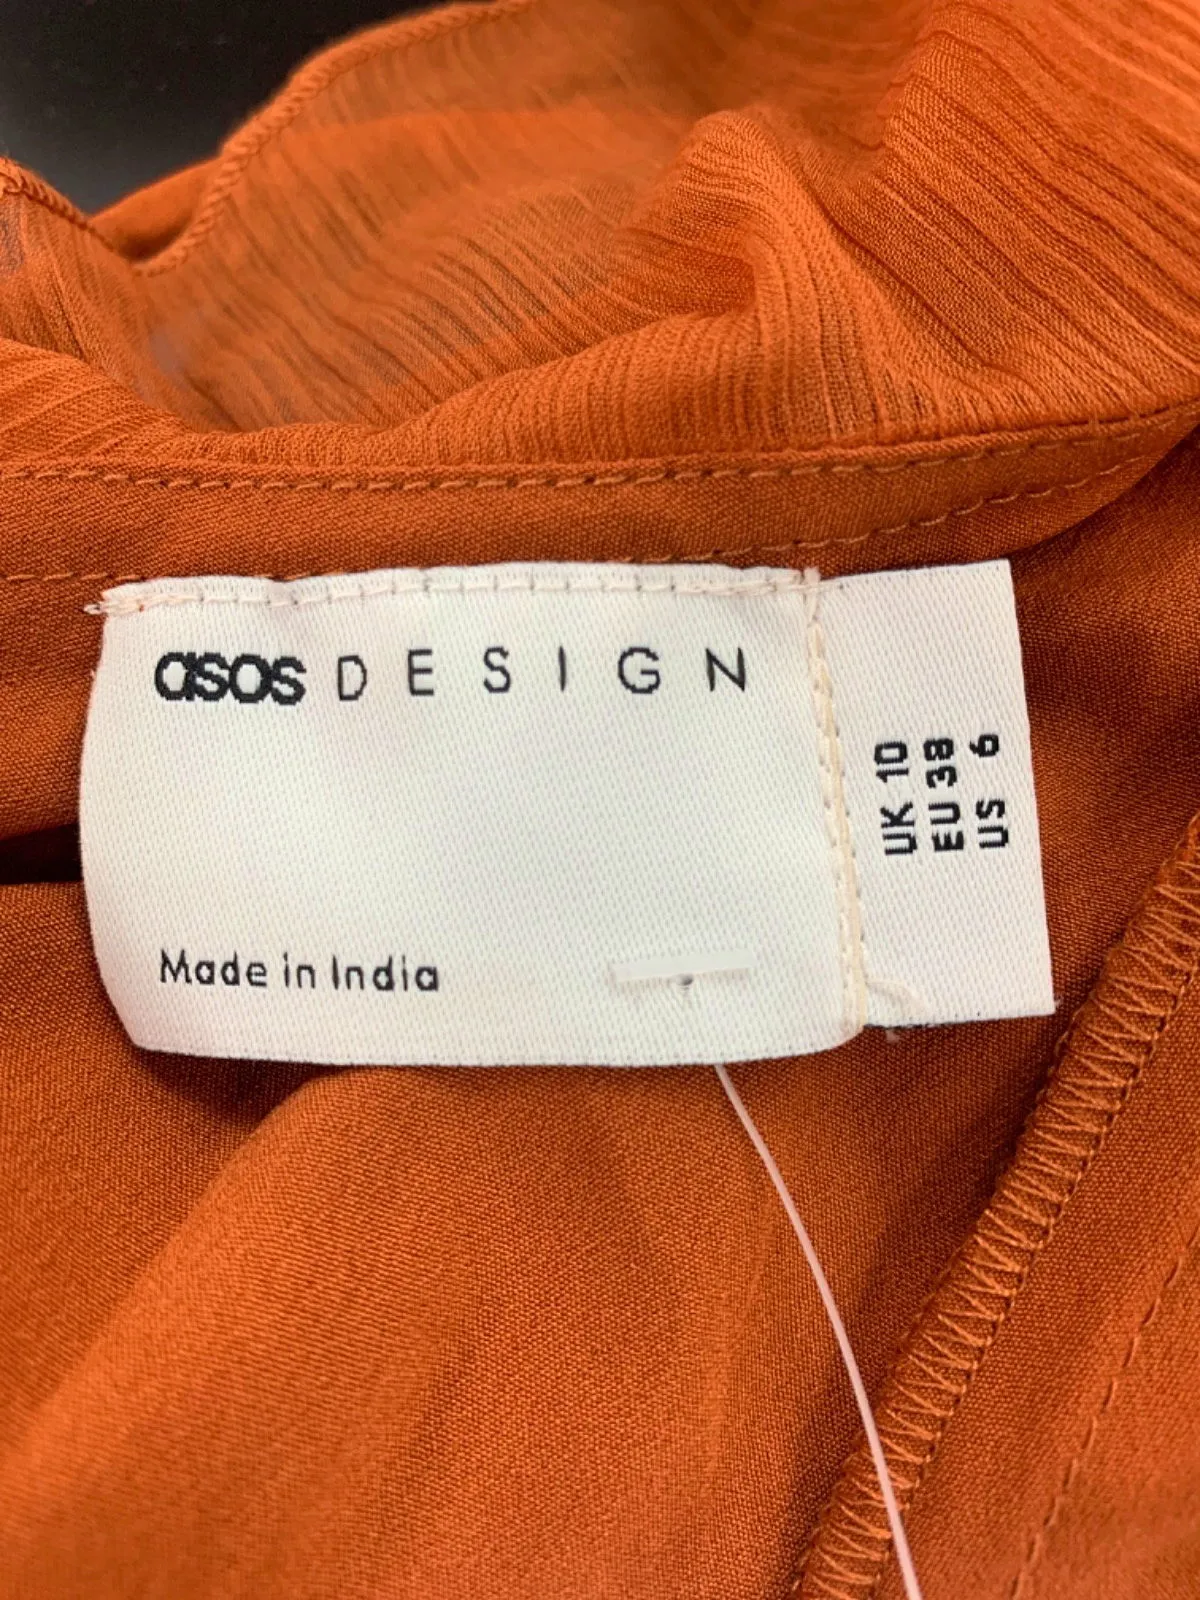 asos DESIGN
Made in India
UK 10
EU 38
US 6